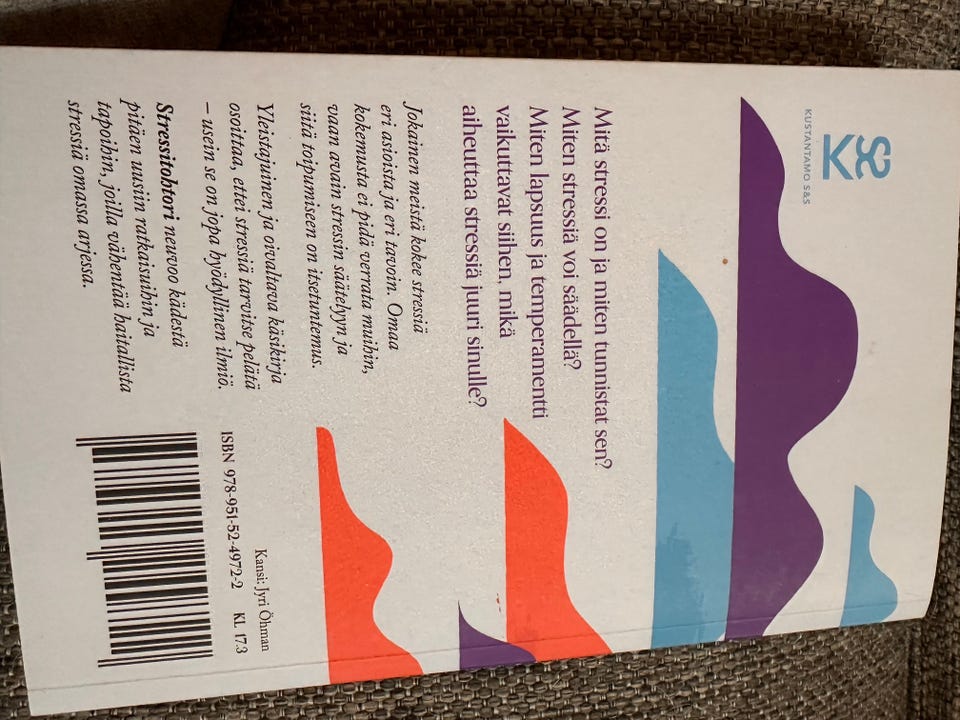 S&
K
KUSTANTAMO S&S
Mitä stressi on ja miten tunnistat sen?
Miten stressiä voi säädellä?
Miten lapsuus ja temperamentti
vaikuttavat siihen, mikä
aiheuttaa stressiä juuri sinulle?
Jokainen meistä kokee stressiä
eri asioista ja eri tavoin. Omaa
kokemusta ei pidä verrata muihin,
vaan avain stressin säätelyyn ja
siitä toipumiseen on itsetuntemus.
Yleistajuinen ja oivaltava käsikirja
osoittaa, ettei stressiä tarvitse pelätä
– usein se on jopa hyödyllinen ilmiö.
Stressitohtori neuvoo kädestä
pitäen uusiin ratkaisuihin ja
tapoihin, joilla vähentää haitallista
stressiä omassa arjessa.
Kansi: Jyri Öhman
ISBN 978-951-52-4972-2 KL 17.3